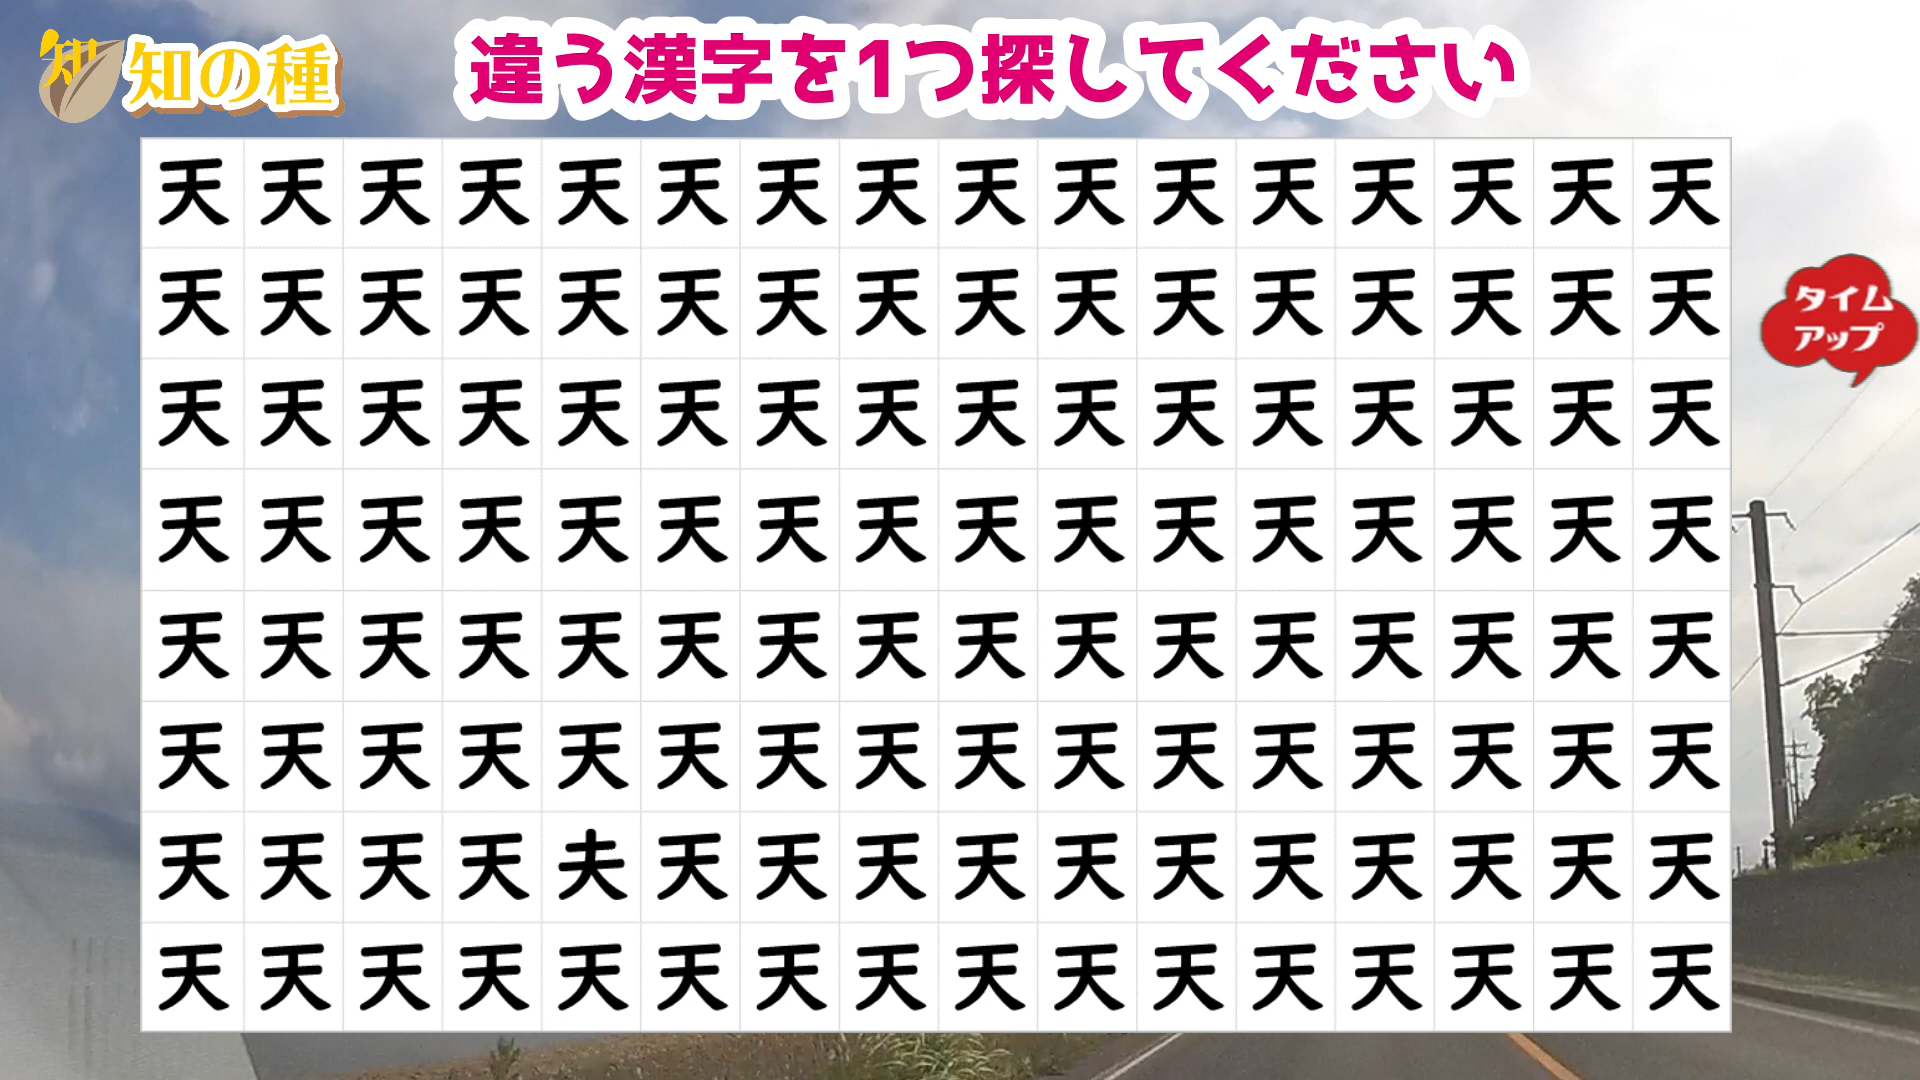 知 知の種
違う漢字を1つ探してください
天天天天天天天天天天天天天天天天
天天天天天天天天天天天天天天天天
天天天天天天天天天天天天天天天天
タイム
アップ
天天天天天天天天天天天天天天天天
天天天天天天天天天天天天天天天天
天天天天天天天天天天天天天天天天
天天天天夫天天天天天天天天天天天
天天天天天天天天天天天天天天天天